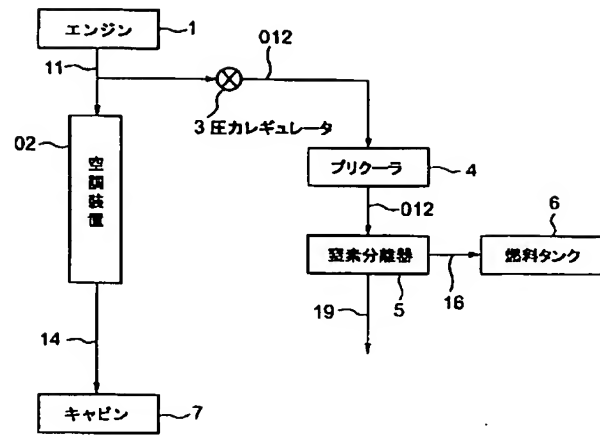 エンジン
1
11
012
3 圧力レギュレータ
02
空調装置
プリクーラ
4
012
6
窒素分離器
燃料タンク
5
16
19
14
キャビン
7